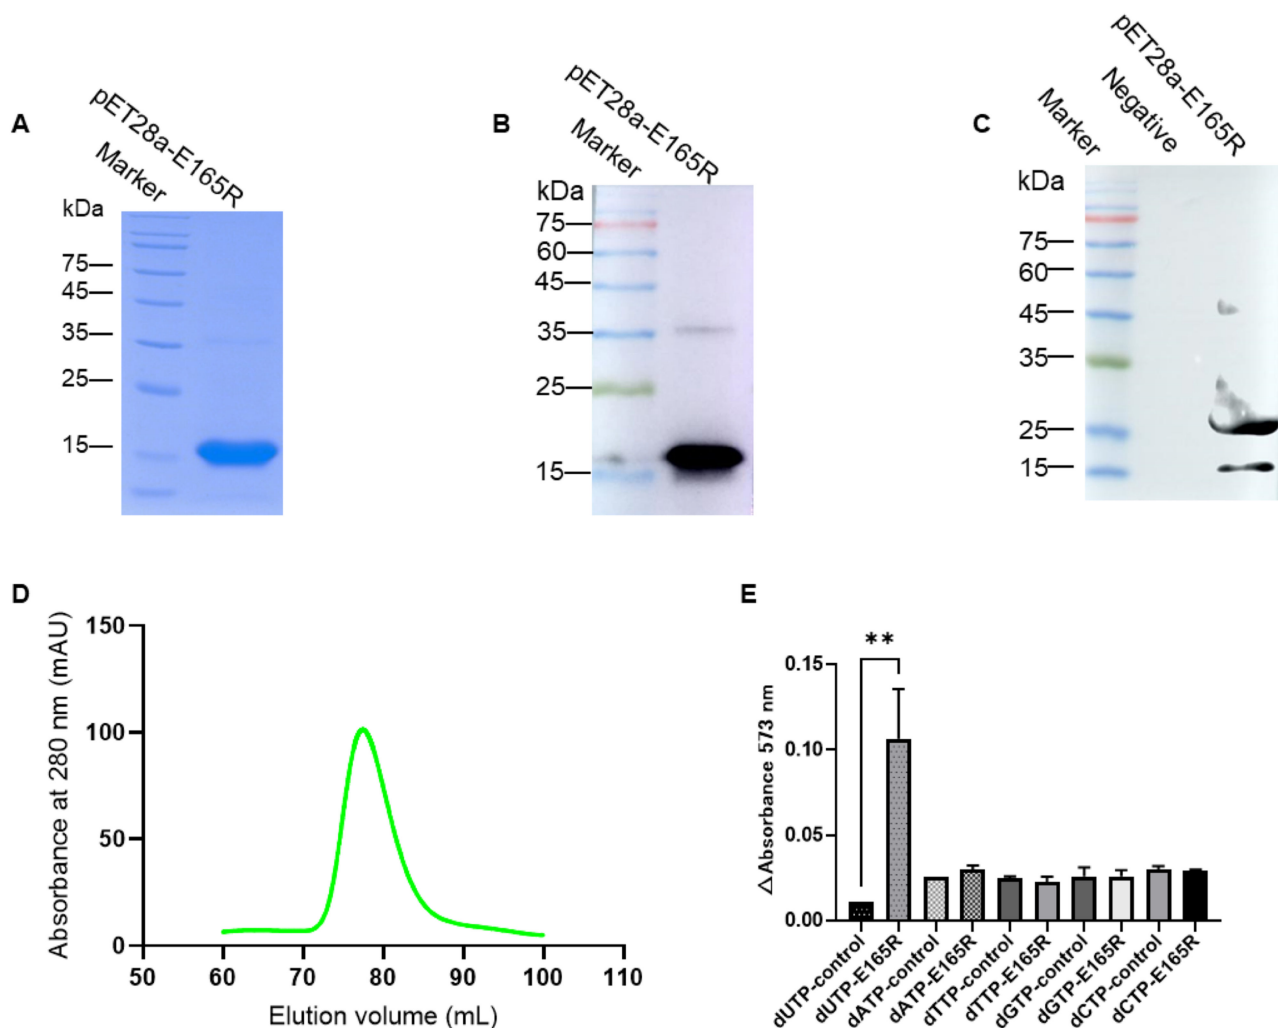 A
pET28a-E165R
Marker
kDa
75
45
35
25
15
B
pET28a-E165R
Marker
kDa
75
60
45
35
25
15
C
pET28a-E165R
Negative
Marker
kDa
75
60
45
35
25
15
D
Absorbance at 280 nm (mAU)
150
100
50
0
50 60 70 80 90 100 110
Elution volume (mL)
E
**
△Absorbance 573 nm
0.15
0.10
0.05
0.00
dUTP-control
dUTP-E165R
dATP-control
dATP-E165R
dTTP-control
dTTP-E165R
dGTP-control
dGTP-E165R
dCTP-control
dCTP-E165R